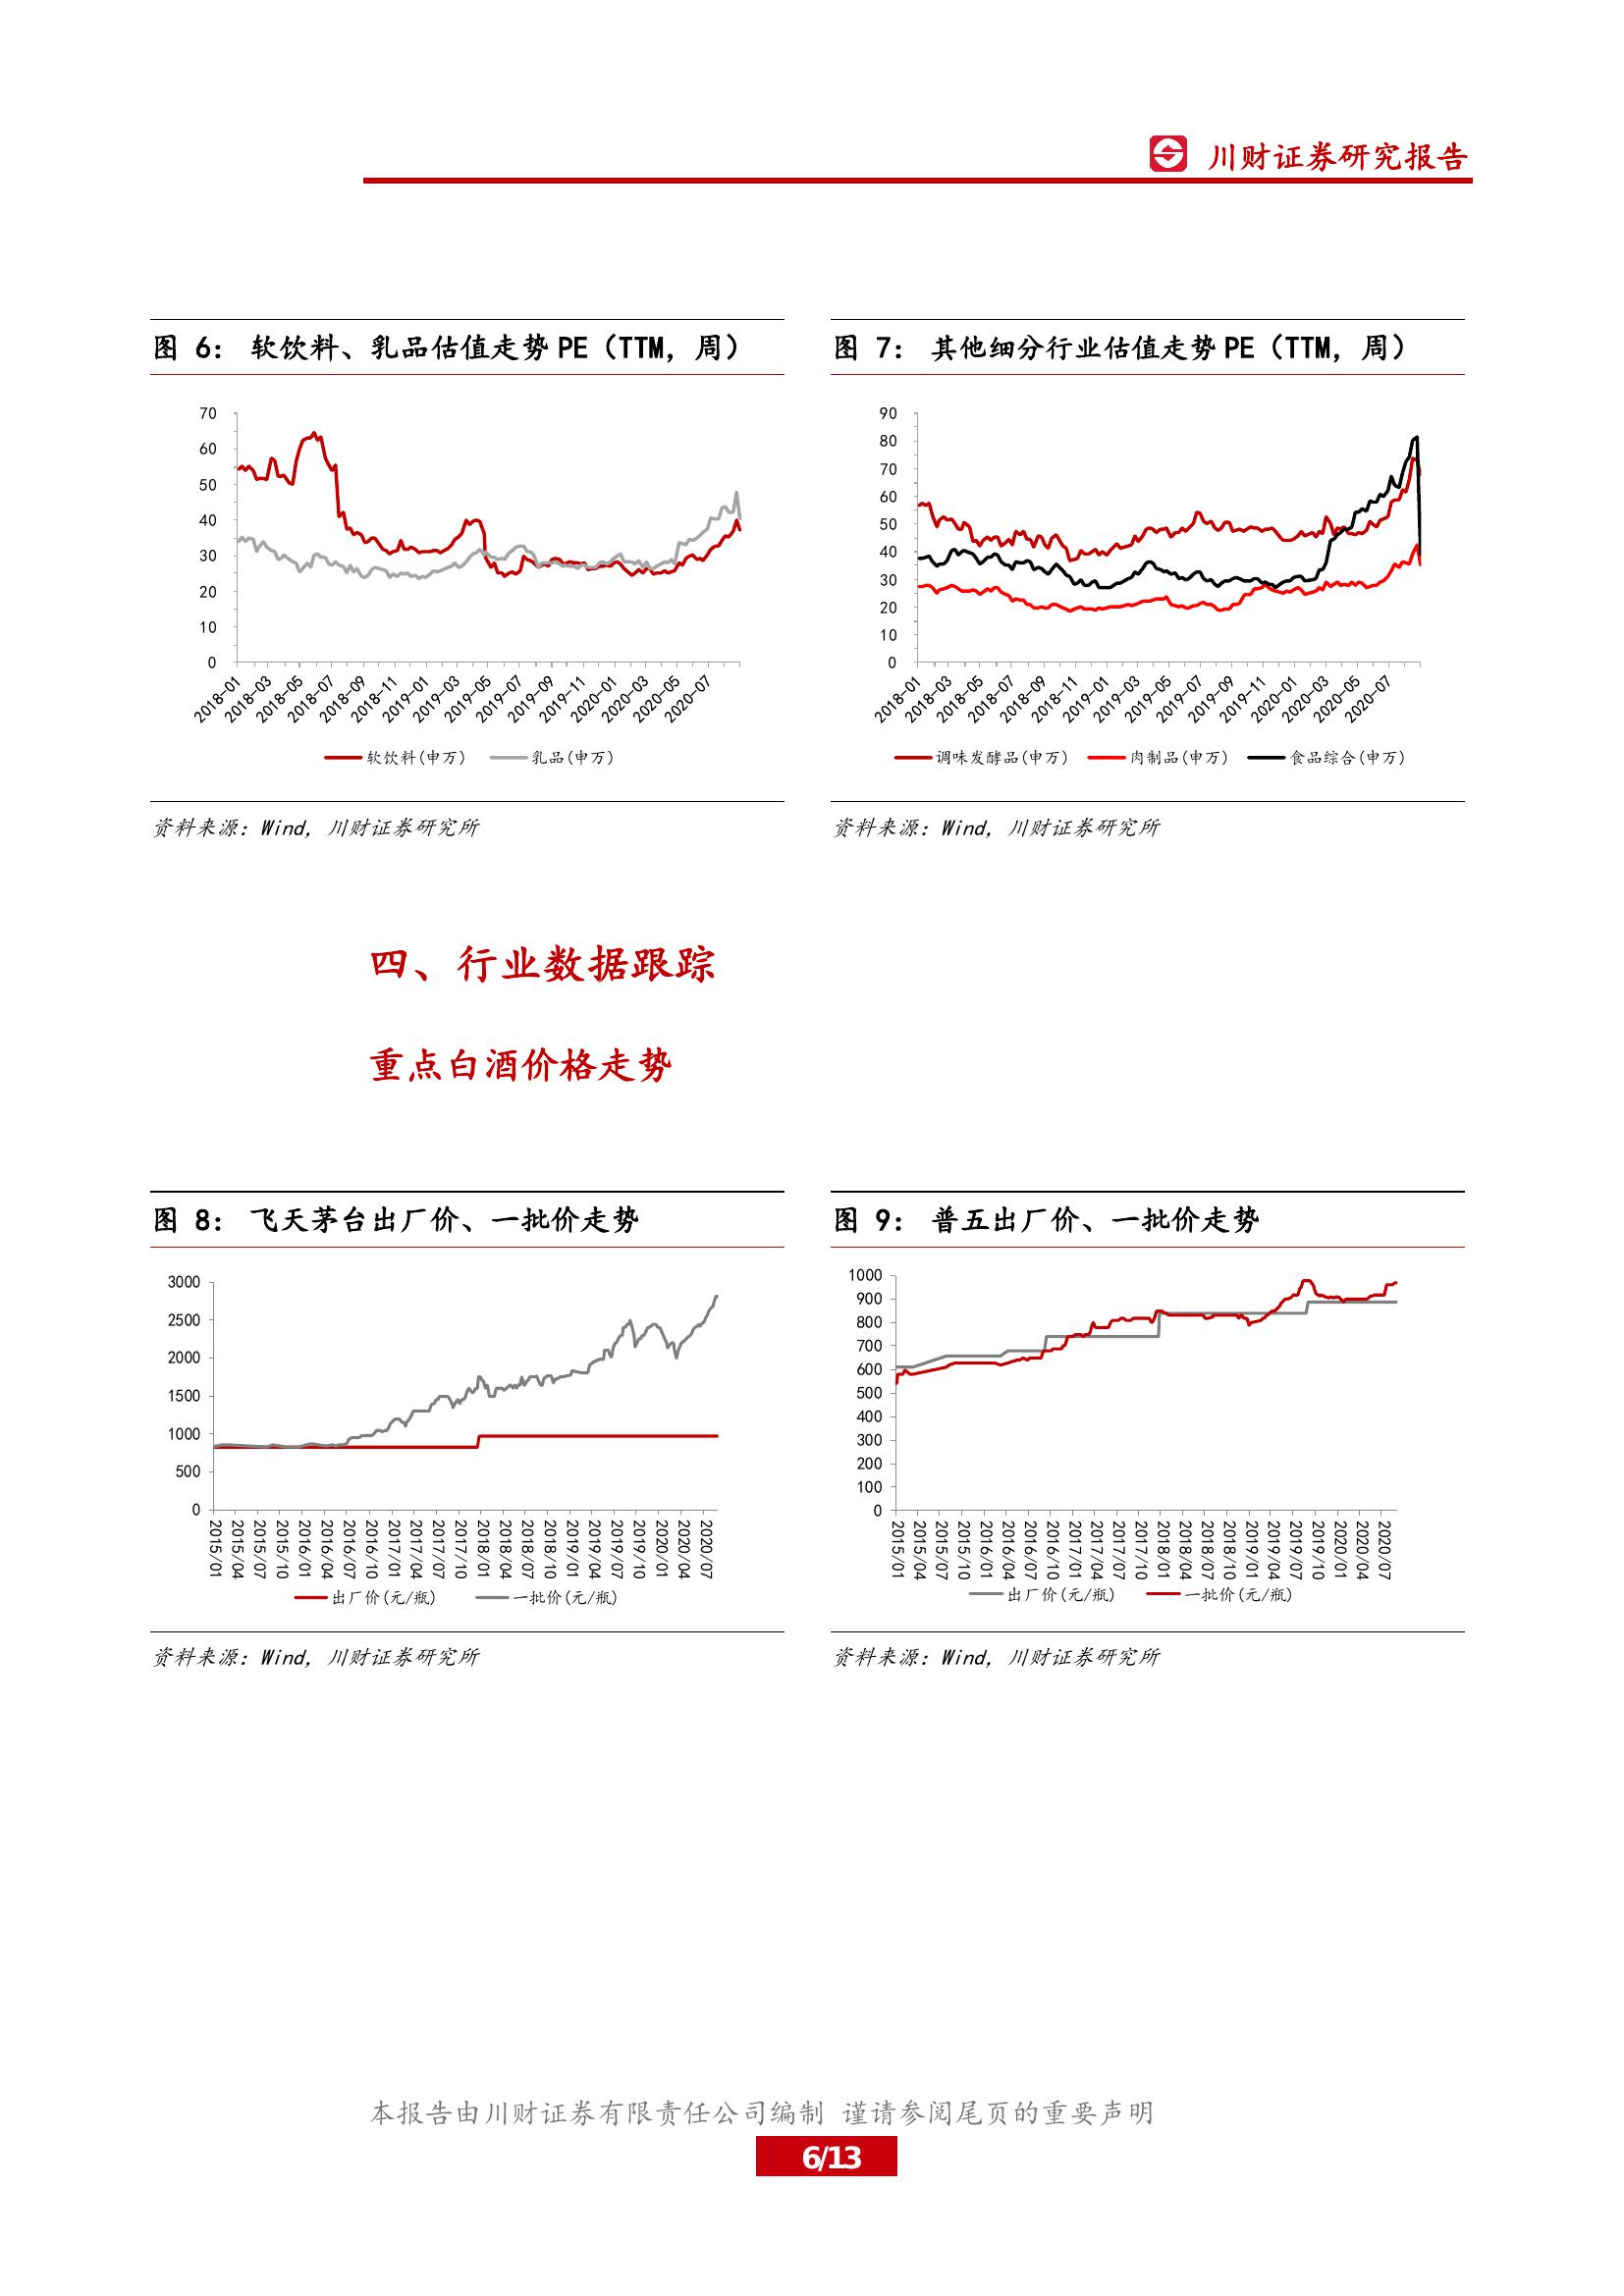 川财证券研究报告
图 6： 软饮料、乳品估值走势 PE（TTM，周）
70
60
50
40
30
20
10
0
2018-01 2018-03 2018-05 2018-07 2018-09 2018-11 2019-01 2019-03 2019-05 2019-07 2019-09 2019-11 2020-01 2020-03 2020-05 2020-07
软饮料(申万) 乳品(申万)
资料来源：Wind，川财证券研究所
图 7： 其他细分行业估值走势 PE（TTM，周）
90
80
70
60
50
40
30
20
10
0
2018-01 2018-03 2018-05 2018-07 2018-09 2018-11 2019-01 2019-03 2019-05 2019-07 2019-09 2019-11 2020-01 2020-03 2020-05 2020-07
调味发酵品(申万) 肉制品(申万) 食品综合(申万)
资料来源：Wind，川财证券研究所
四、行业数据跟踪
重点白酒价格走势
图 8： 飞天茅台出厂价、一批价走势
3000
2500
2000
1500
1000
500
0
2015/01 2015/04 2015/07 2015/10 2016/01 2016/04 2016/07 2016/10 2017/01 2017/04 2017/07 2017/10 2018/01 2018/04 2018/07 2018/10 2019/01 2019/04 2019/07 2019/10 2020/01 2020/04 2020/07
出厂价(元/瓶) 一批价(元/瓶)
资料来源：Wind，川财证券研究所
图 9： 普五出厂价、一批价走势
1000
900
800
700
600
500
400
300
200
100
0
2015/01 2015/04 2015/07 2015/10 2016/01 2016/04 2016/07 2016/10 2017/01 2017/04 2017/07 2017/10 2018/01 2018/04 2018/07 2018/10 2019/01 2019/04 2019/07 2019/10 2020/01 2020/04 2020/07
出厂价(元/瓶) 一批价(元/瓶)
资料来源：Wind，川财证券研究所
本报告由川财证券有限责任公司编制 谨请参阅尾页的重要声明
6/13